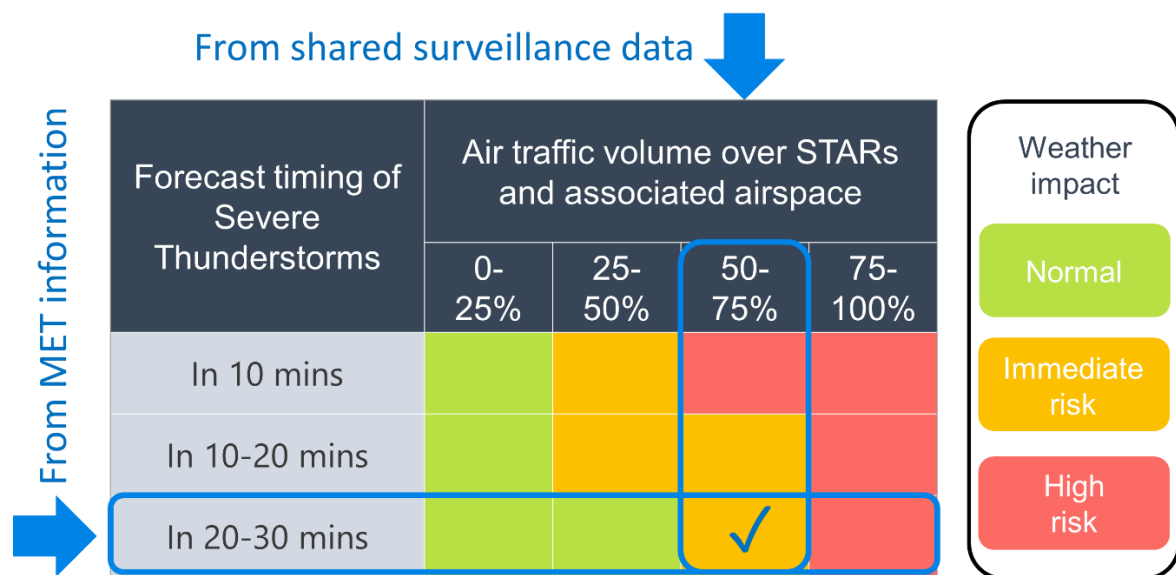 From shared surveillance data
From MET information
Forecast timing of
Severe
Thunderstorms
Air traffic volume over STARs
and associated airspace
0-
25%
25-
50%
50-
75%
75-
100%
In 10 mins
In 10-20 mins
In 20-30 mins
✓
Weather
impact
Normal
Immediate
risk
High
risk